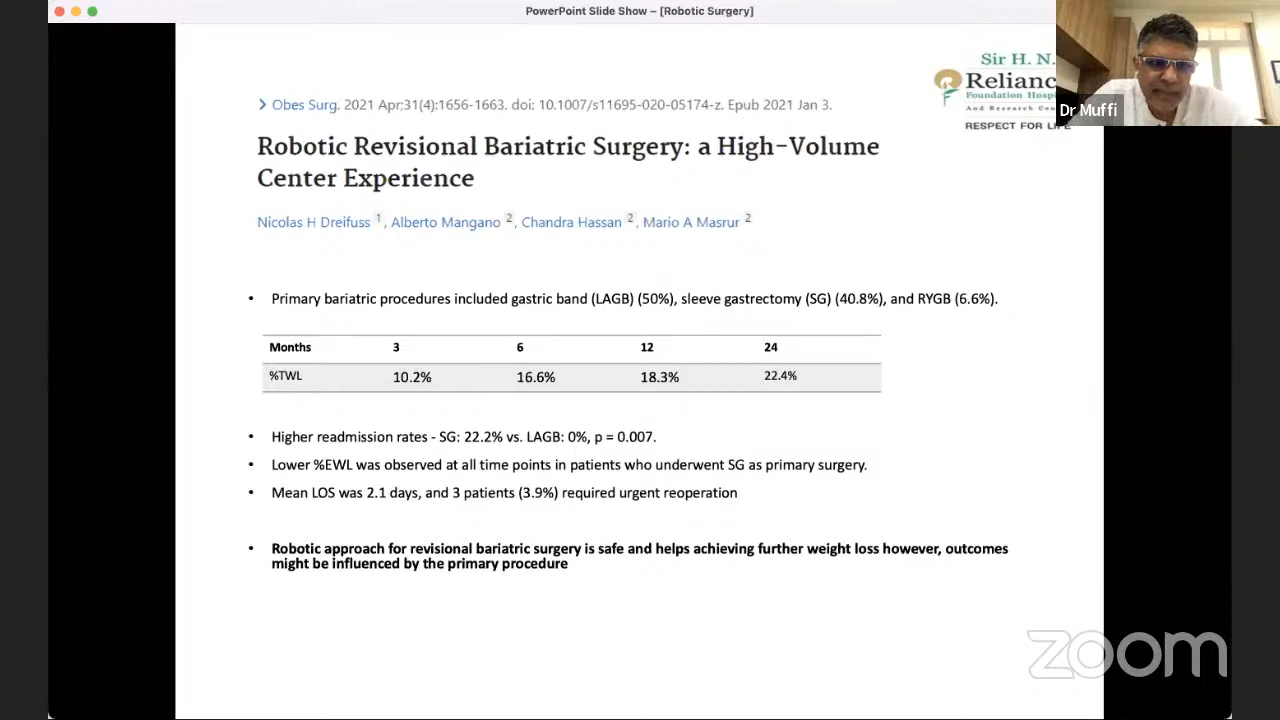 PowerPoint Slide Show – [Robotic Surgery]
Sir H. N.
Relianc
Foundation Hosp
And Research Cen
RESPECT FOR LIFE
Dr Muffi
Obes Surg. 2021 Apr;31(4):1656-1663. doi: 10.1007/s11695-020-05174-z. Epub 2021 Jan 3.
Robotic Revisional Bariatric Surgery: a High-Volume
Center Experience
Nicolas H Dreifuss 1, Alberto Mangano 2, Chandra Hassan 2, Mario A Masrur 2
• Primary bariatric procedures included gastric band (LAGB) (50%), sleeve gastrectomy (SG) (40.8%), and RYGB (6.6%).
Months 3 6 12 24
%TWL 10.2% 16.6% 18.3% 22.4%
• Higher readmission rates - SG: 22.2% vs. LAGB: 0%, p = 0.007.
• Lower %EWL was observed at all time points in patients who underwent SG as primary surgery.
• Mean LOS was 2.1 days, and 3 patients (3.9%) required urgent reoperation
• Robotic approach for revisional bariatric surgery is safe and helps achieving further weight loss however, outcomes
might be influenced by the primary procedure
zoom